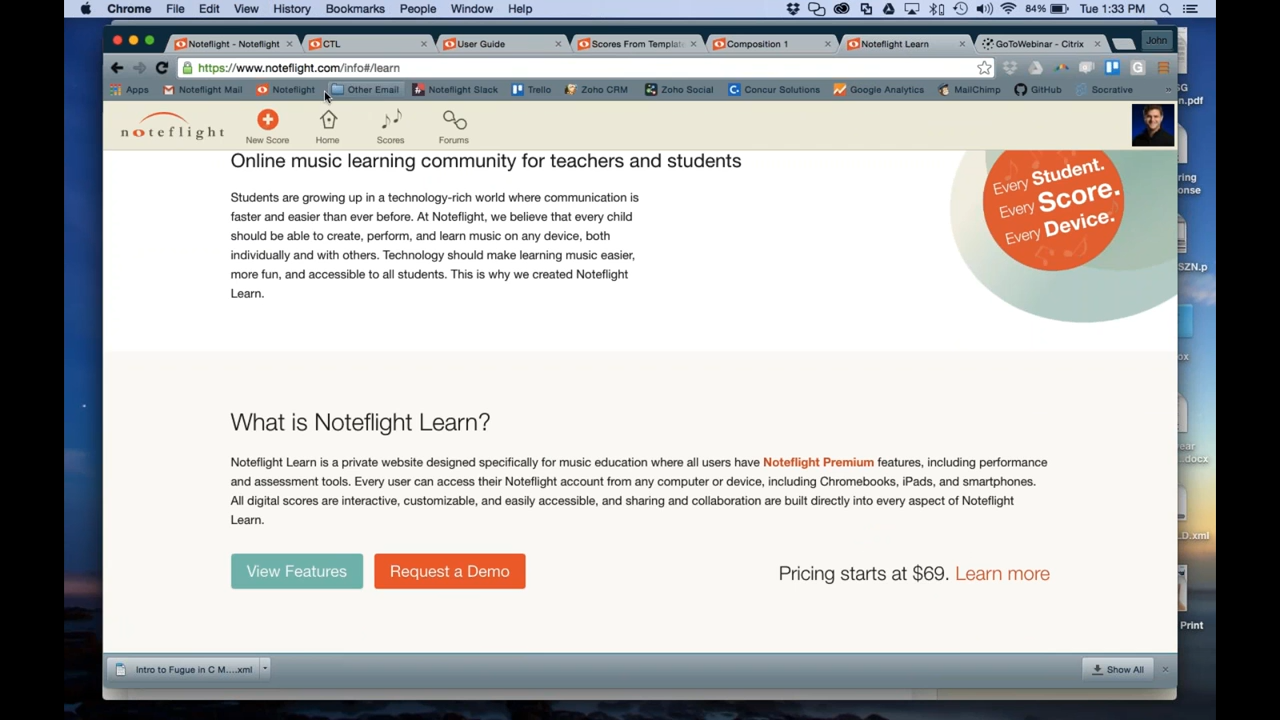 Chrome File Edit View History Bookmarks People Window Help 84% Tue 1:33 PM
Noteflight - Noteflight CTL User Guide Scores From Template Composition 1 Noteflight Learn GoToWebinar - Citrix John
https://www.noteflight.com/info#/learn
Apps Noteflight Mail Noteflight Other Email Noteflight Slack Trello Zoho CRM Zoho Social Concur Solutions Google Analytics MailChimp GitHub Socrative »
noteflight New Score Home Scores Forums
Online music learning community for teachers and students
Students are growing up in a technology-rich world where communication is
faster and easier than ever before. At Noteflight, we believe that every child
should be able to create, perform, and learn music on any device, both
individually and with others. Technology should make learning music easier,
more fun, and accessible to all students. This is why we created Noteflight
Learn.
Every Student.
Every Score.
Every Device.
What is Noteflight Learn?
Noteflight Learn is a private website designed specifically for music education where all users have Noteflight Premium features, including performance
and assessment tools. Every user can access their Noteflight account from any computer or device, including Chromebooks, iPads, and smartphones.
All digital scores are interactive, customizable, and easily accessible, and sharing and collaboration are built directly into every aspect of Noteflight
Learn.
View Features Request a Demo Pricing starts at $69. Learn more
Intro to Fugue in C M....xml Show All
Print